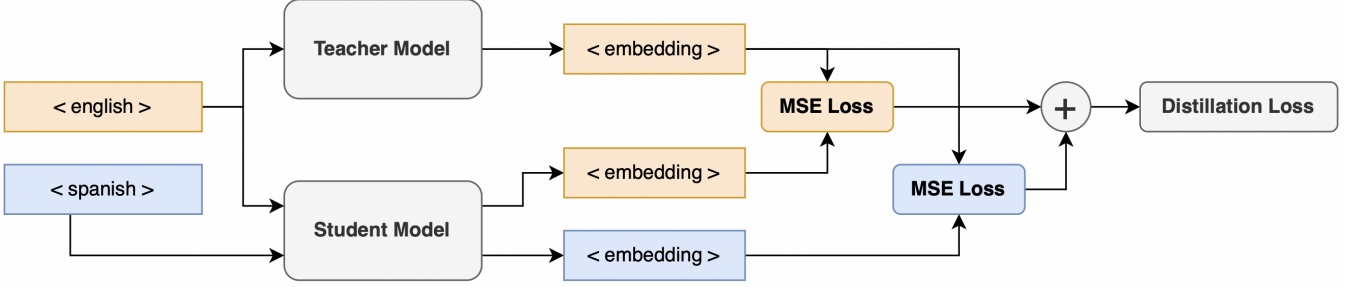 Teacher Model
< embedding >
< english >
MSE Loss
+
Distillation Loss
< embedding >
< spanish >
MSE Loss
Student Model
< embedding >